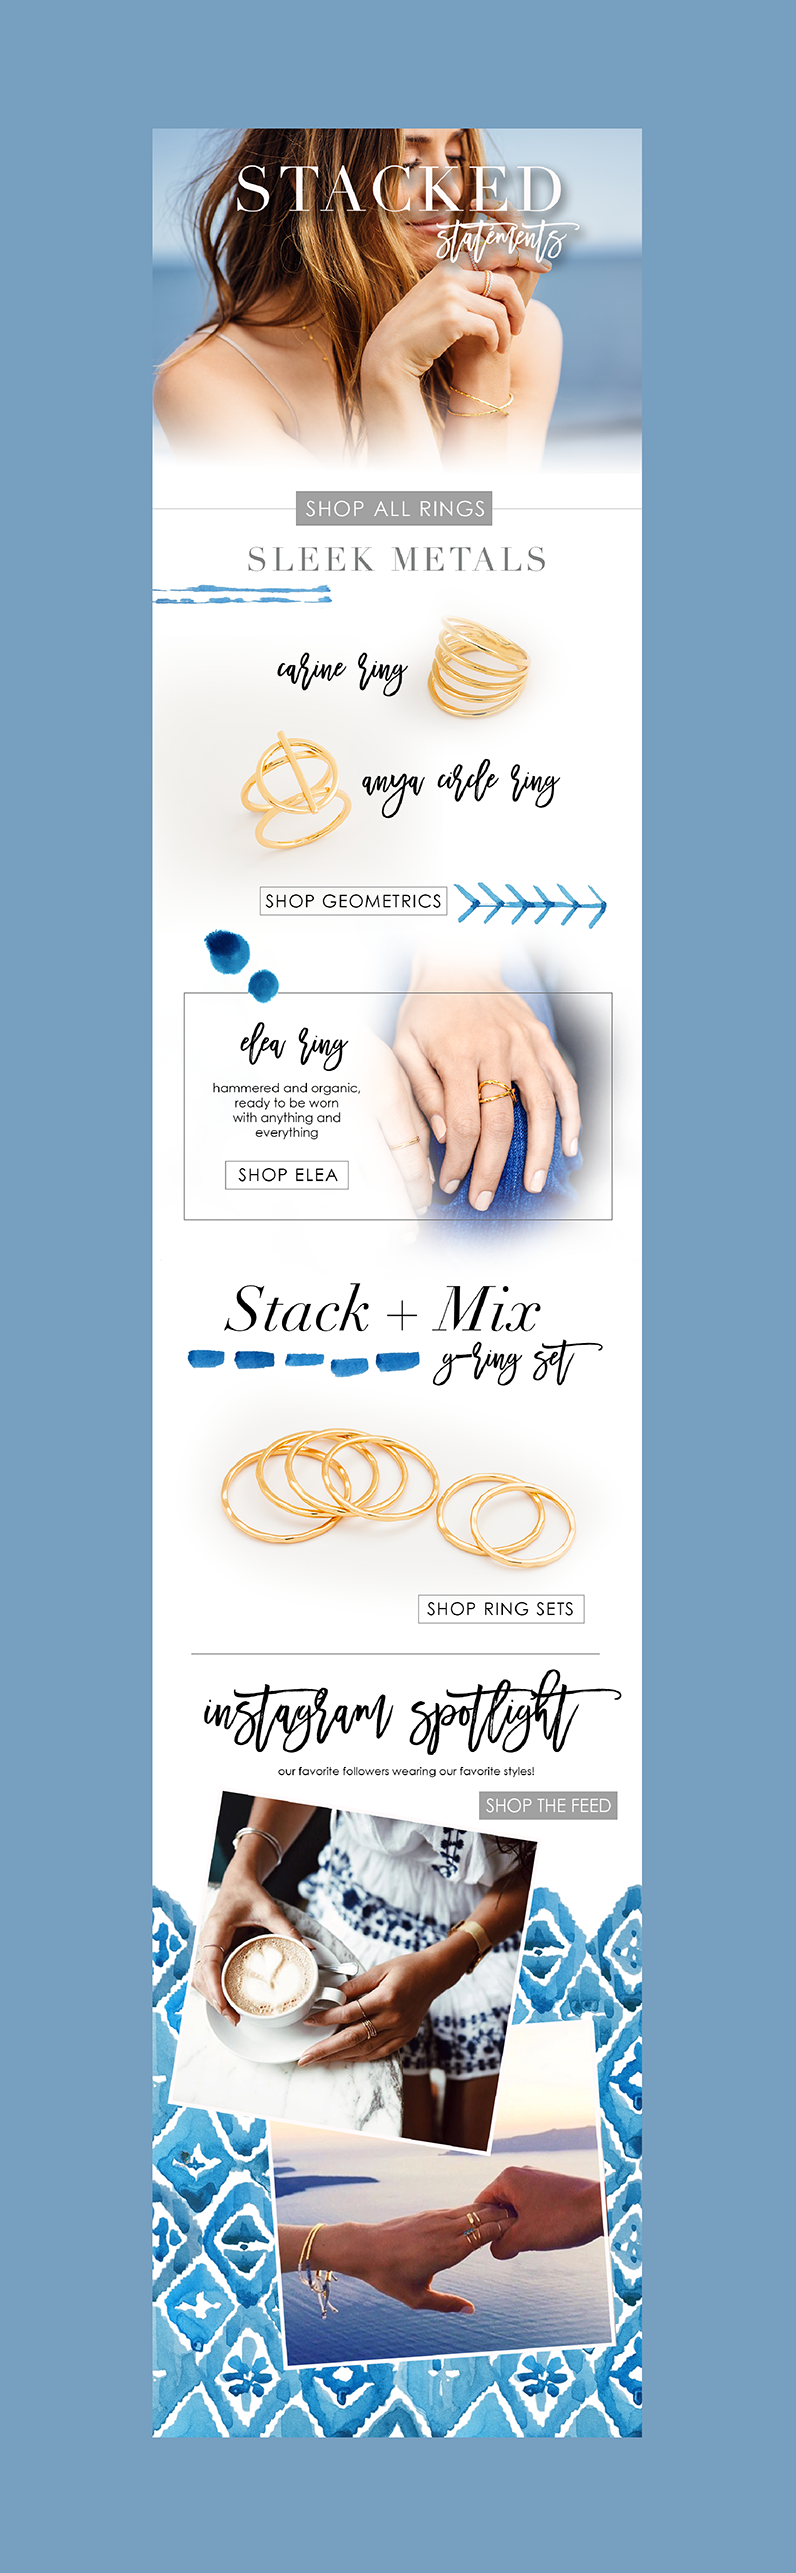 STACKED
statements
SHOP ALL RINGS
SLEEK METALS
carine ring
anya circle ring
SHOP GEOMETRICS
elea ring
hammered and organic,
ready to be worn
with anything and
everything
SHOP ELEA
Stack + Mix
g-ring set
SHOP RING SETS
instagram spotlight
our favorite followers wearing our favorite styles!
SHOP THE FEED